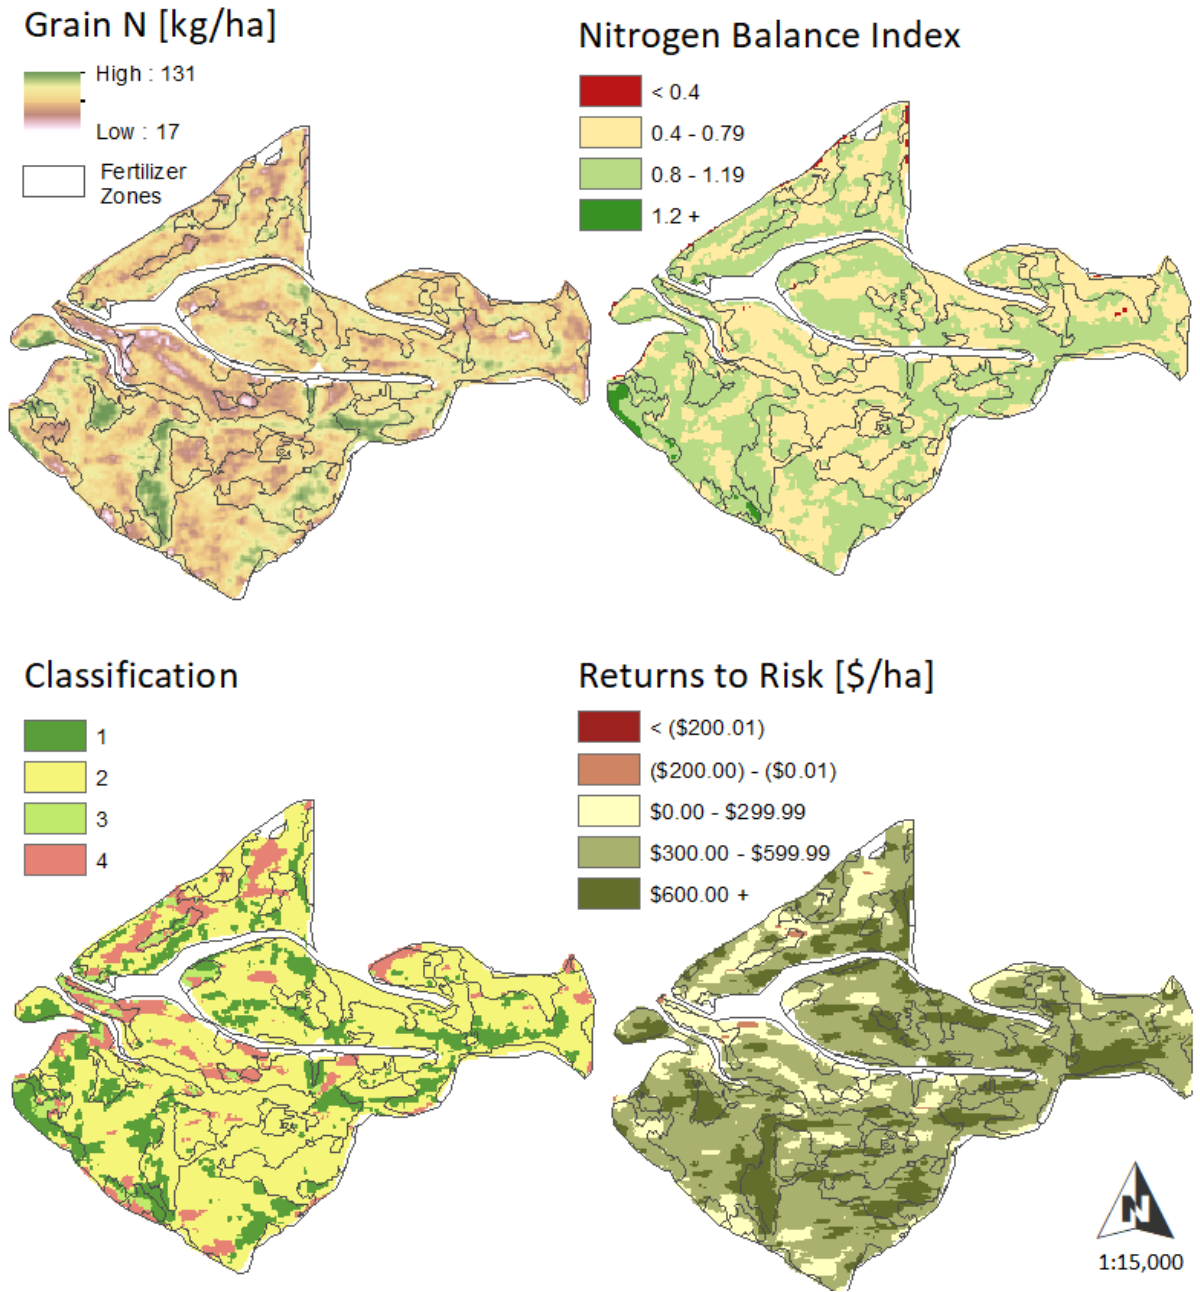 Grain N [kg/ha]
High : 131
Low : 17
Fertilizer
Zones
Nitrogen Balance Index
< 0.4
0.4 - 0.79
0.8 - 1.19
1.2 +
Classification
1
2
3
4
Returns to Risk [$/ha]
< ($200.01)
($200.00) - ($0.01)
$0.00 - $299.99
$300.00 - $599.99
$600.00 +
N
1:15,000